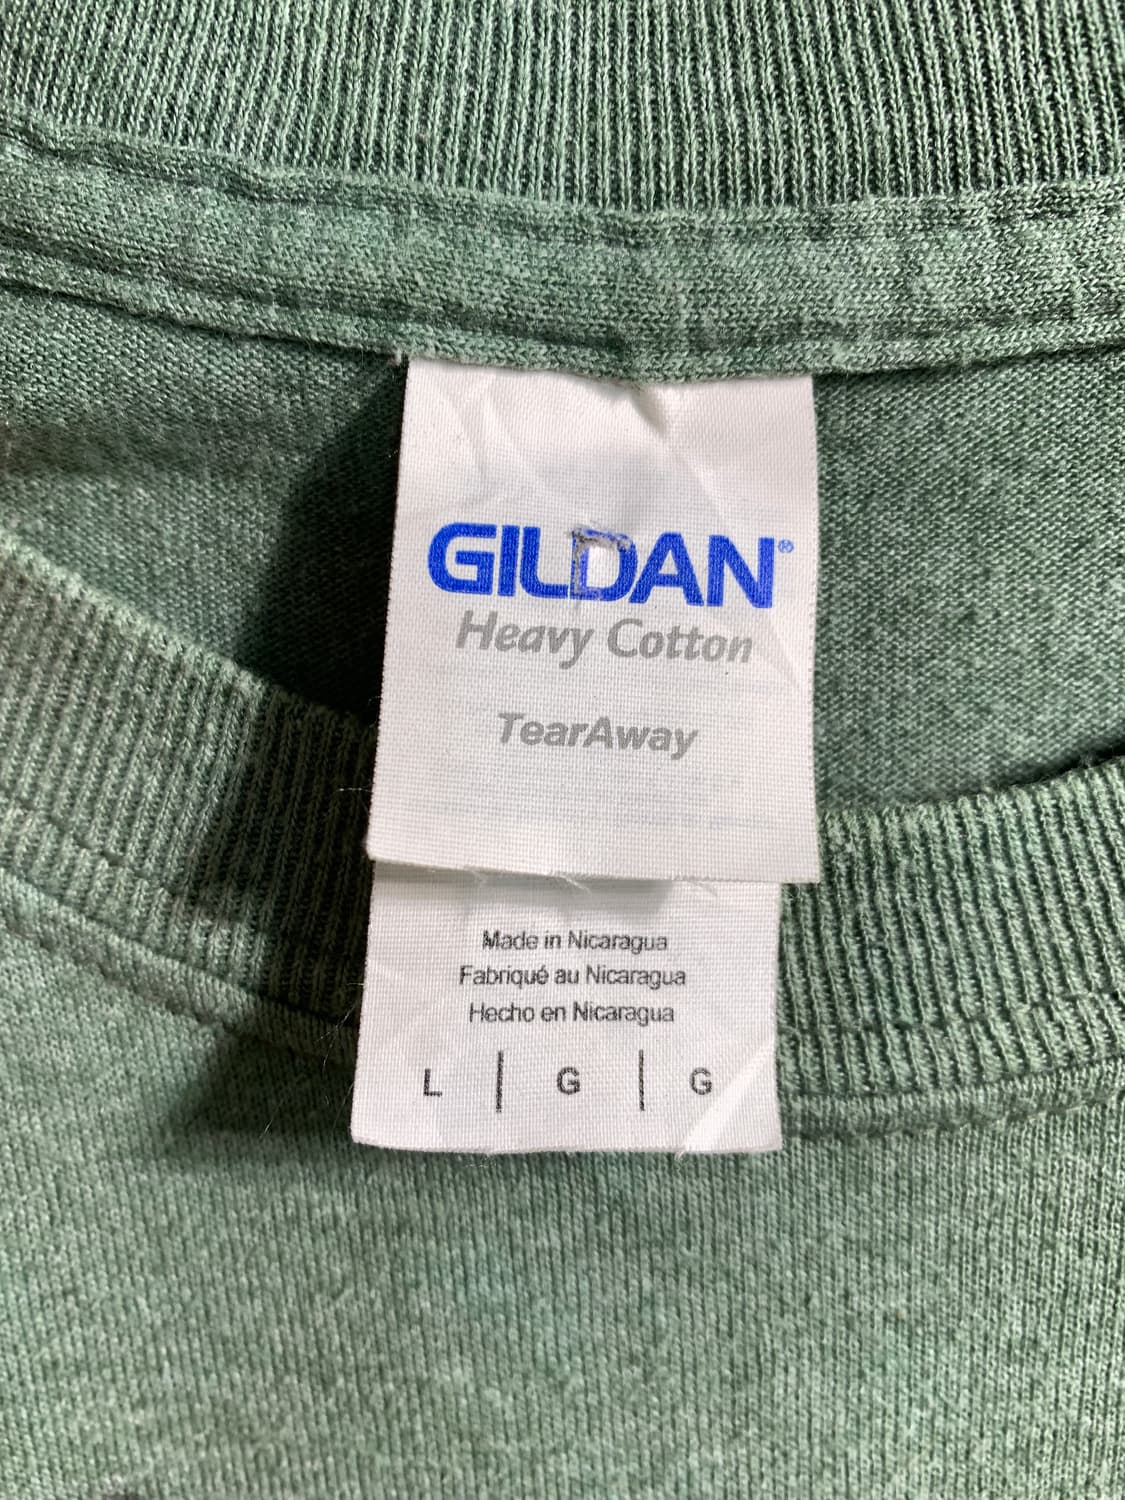 GILDAN®
Heavy Cotton
TearAway
Made in Nicaragua
Fabriqué au Nicaragua
Hecho en Nicaragua
L | G | G